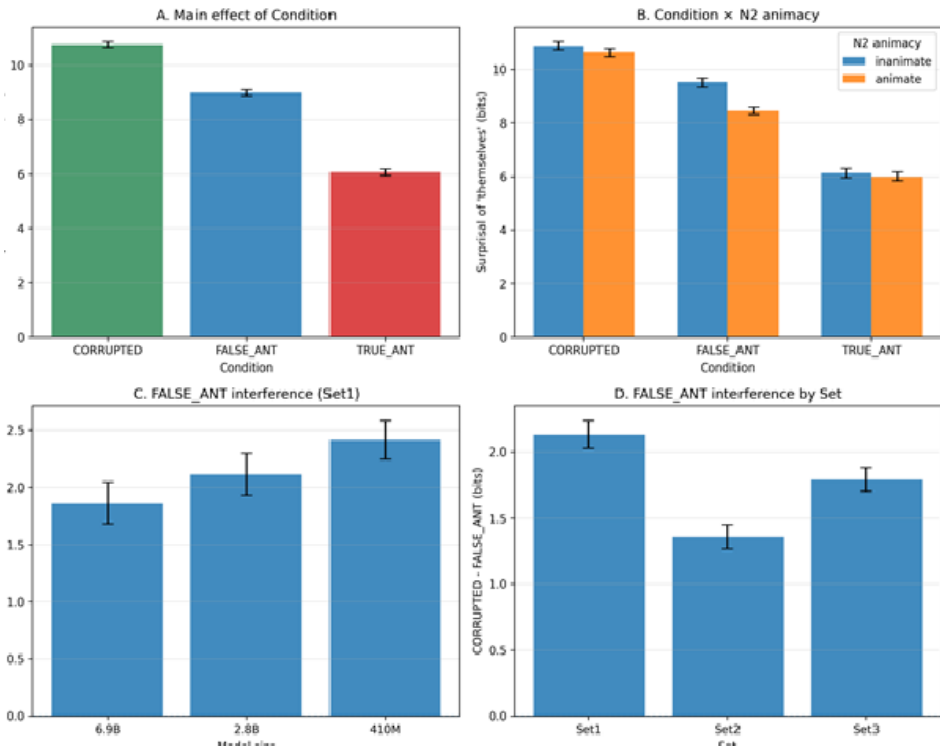 A. Main effect of Condition
10
8
6
4
2
0
CORRUPTED FALSE_ANT TRUE_ANT
Condition
B. Condition × N2 animacy
N2 animacy
inanimate
animate
Surprisal of 'themselves' (bits)
10
8
6
4
2
0
CORRUPTED FALSE_ANT TRUE_ANT
Condition
C. FALSE_ANT interference (Set1)
2.5
2.0
1.5
1.0
0.5
0.0
6.9B 2.8B 410M
Model size
D. FALSE_ANT interference by Set
CORRUPTED - FALSE_ANT (bits)
2.0
1.5
1.0
0.5
0.0
Set1 Set2 Set3
Set